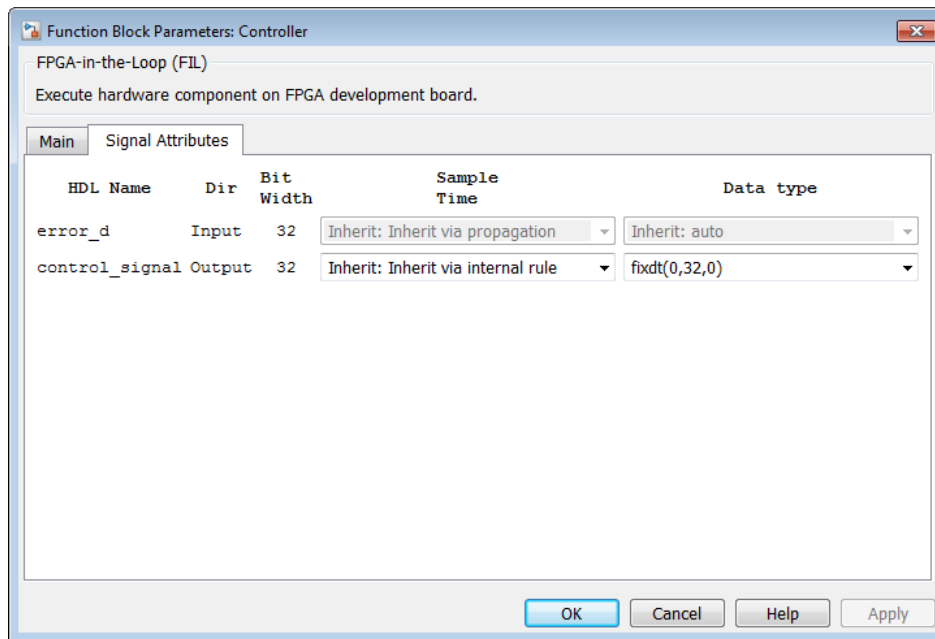 Function Block Parameters: Controller
FPGA-in-the-Loop (FIL)
Execute hardware component on FPGA development board.
Main Signal Attributes
HDL Name Dir Bit Width Sample Time Data type
error_d Input 32 Inherit: Inherit via propagation Inherit: auto
control_signal Output 32 Inherit: Inherit via internal rule fixdt(0,32,0)
OK Cancel Help Apply